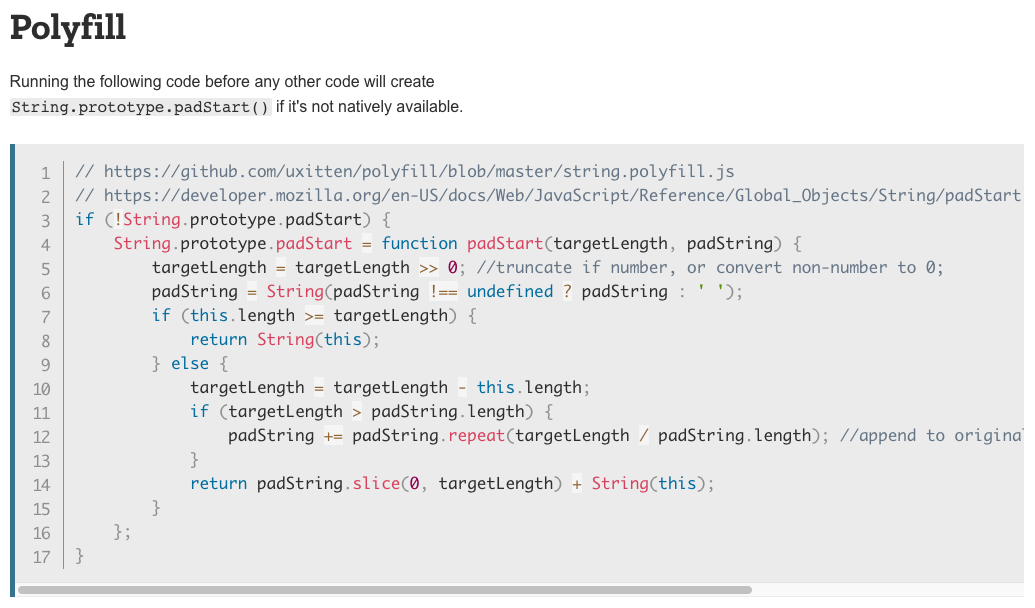 Polyfill
Running the following code before any other code will create
String.prototype.padStart() if it's not natively available.
1 // https://github.com/uxitten/polyfill/blob/master/string.polyfill.js
2 // https://developer.mozilla.org/en-US/docs/Web/JavaScript/Reference/Global_Objects/String/padStart
3 if (!String.prototype.padStart) {
4     String.prototype.padStart = function padStart(targetLength, padString) {
5         targetLength = targetLength >> 0; //truncate if number, or convert non-number to 0;
6         padString = String(padString !== undefined ? padString : ' ');
7         if (this.length >= targetLength) {
8             return String(this);
9         } else {
10             targetLength = targetLength - this.length;
11             if (targetLength > padString.length) {
12                 padString += padString.repeat(targetLength / padString.length); //append to original
13             }
14             return padString.slice(0, targetLength) + String(this);
15         }
16     };
17 }